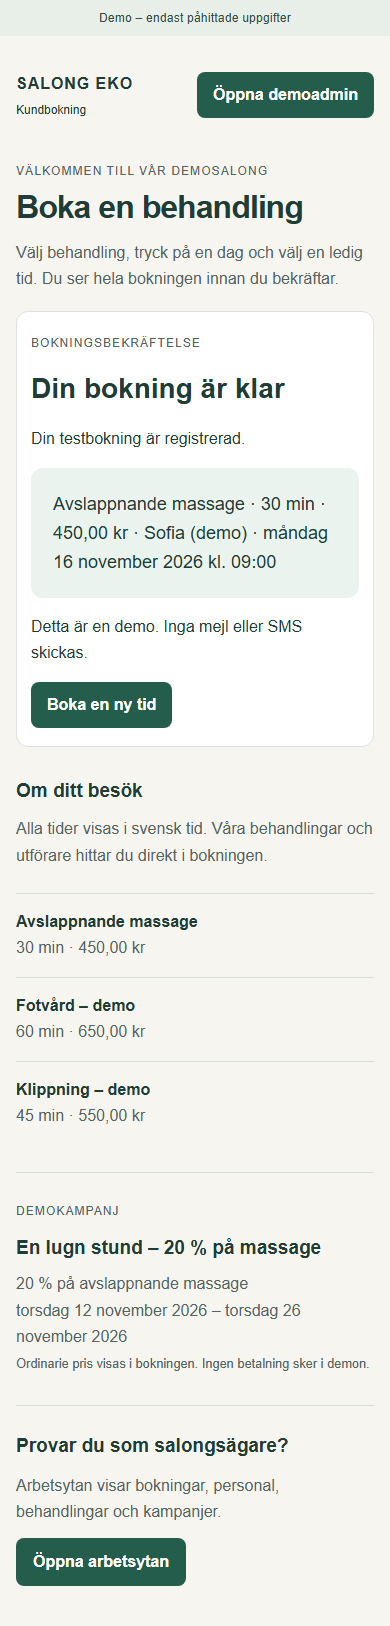 Demo – endast påhittade uppgifter
SALONG EKO
Kundbokning
Öppna demoadmin
VÄLKOMMEN TILL VÅR DEMOSALONG
Boka en behandling
Välj behandling, tryck på en dag och välj en ledig
tid. Du ser hela bokningen innan du bekräftar.
BOKNINGSBEKRÄFTELSE
Din bokning är klar
Din testbokning är registrerad.
Avslappnande massage · 30 min ·
450,00 kr · Sofia (demo) · måndag
16 november 2026 kl. 09:00
Detta är en demo. Inga mejl eller SMS
skickas.
Boka en ny tid
Om ditt besök
Alla tider visas i svensk tid. Våra behandlingar och
utförare hittar du direkt i bokningen.
Avslappnande massage
30 min · 450,00 kr
Fotvård – demo
60 min · 650,00 kr
Klippning – demo
45 min · 550,00 kr
DEMOKAMPANJ
En lugn stund – 20 % på massage
20 % på avslappnande massage
torsdag 12 november 2026 – torsdag 26
november 2026
Ordinarie pris visas i bokningen. Ingen betalning sker i demon.
Provar du som salongsägare?
Arbetsytan visar bokningar, personal,
behandlingar och kampanjer.
Öppna arbetsytan